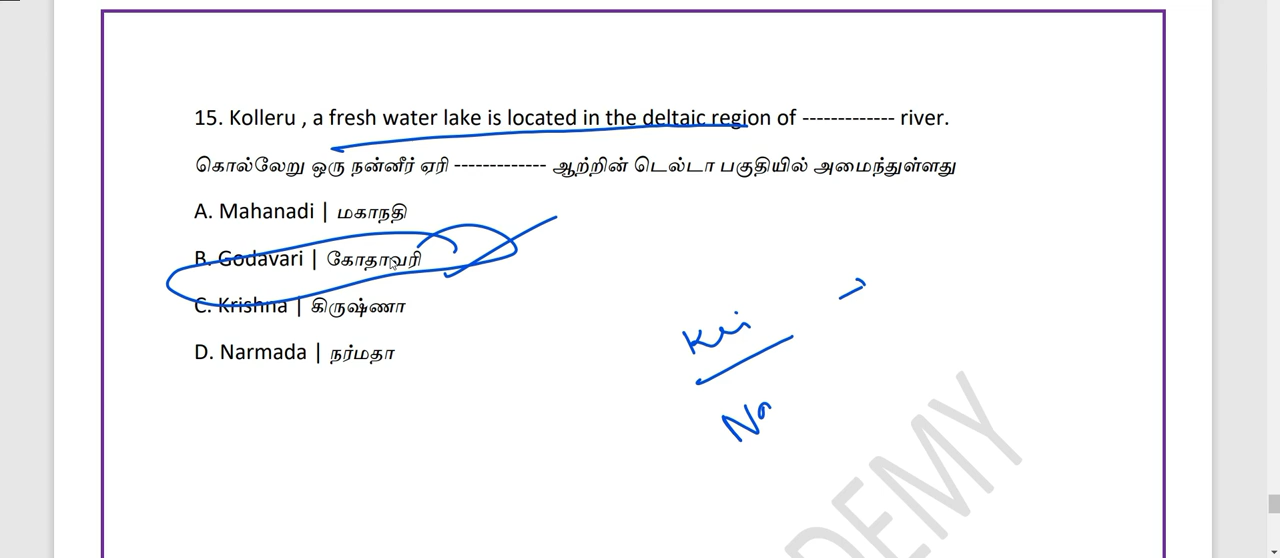 15. Kolleru , a fresh water lake is located in the deltaic region of ------------- river.
கொல்லேறு ஒரு நன்னீர் ஏரி ------------- ஆற்றின் டெல்டா பகுதியில் அமைந்துள்ளது
A. Mahanadi | மகாநதி
B. Godavari | கோதாவரி
C. Krishna | கிருஷ்ணா
D. Narmada | நர்மதா